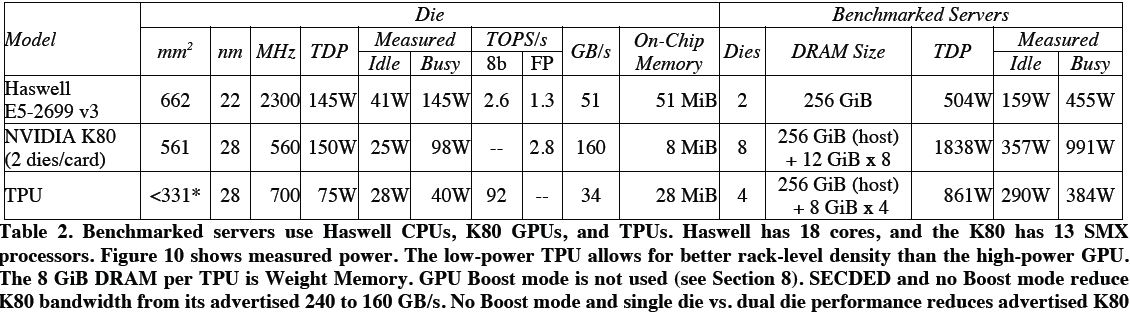 Model Die Benchmarked Servers
mm² nm MHz TDP Measured TOPS/s GB/s On-Chip Memory Dies DRAM Size TDP Measured
Idle Busy 8b FP Idle Busy
Haswell E5-2699 v3 662 22 2300 145W 41W 145W 2.6 1.3 51 51 MiB 2 256 GiB 504W 159W 455W
NVIDIA K80 (2 dies/card) 561 28 560 150W 25W 98W -- 2.8 160 8 MiB 8 256 GiB (host) + 12 GiB x 8 1838W 357W 991W
TPU <331* 28 700 75W 28W 40W 92 -- 34 28 MiB 4 256 GiB (host) + 8 GiB x 4 861W 290W 384W
Table 2. Benchmarked servers use Haswell CPUs, K80 GPUs, and TPUs. Haswell has 18 cores, and the K80 has 13 SMX
processors. Figure 10 shows measured power. The low-power TPU allows for better rack-level density than the high-power GPU.
The 8 GiB DRAM per TPU is Weight Memory. GPU Boost mode is not used (see Section 8). SECDED and no Boost mode reduce
K80 bandwidth from its advertised 240 to 160 GB/s. No Boost mode and single die vs. dual die performance reduces advertised K80